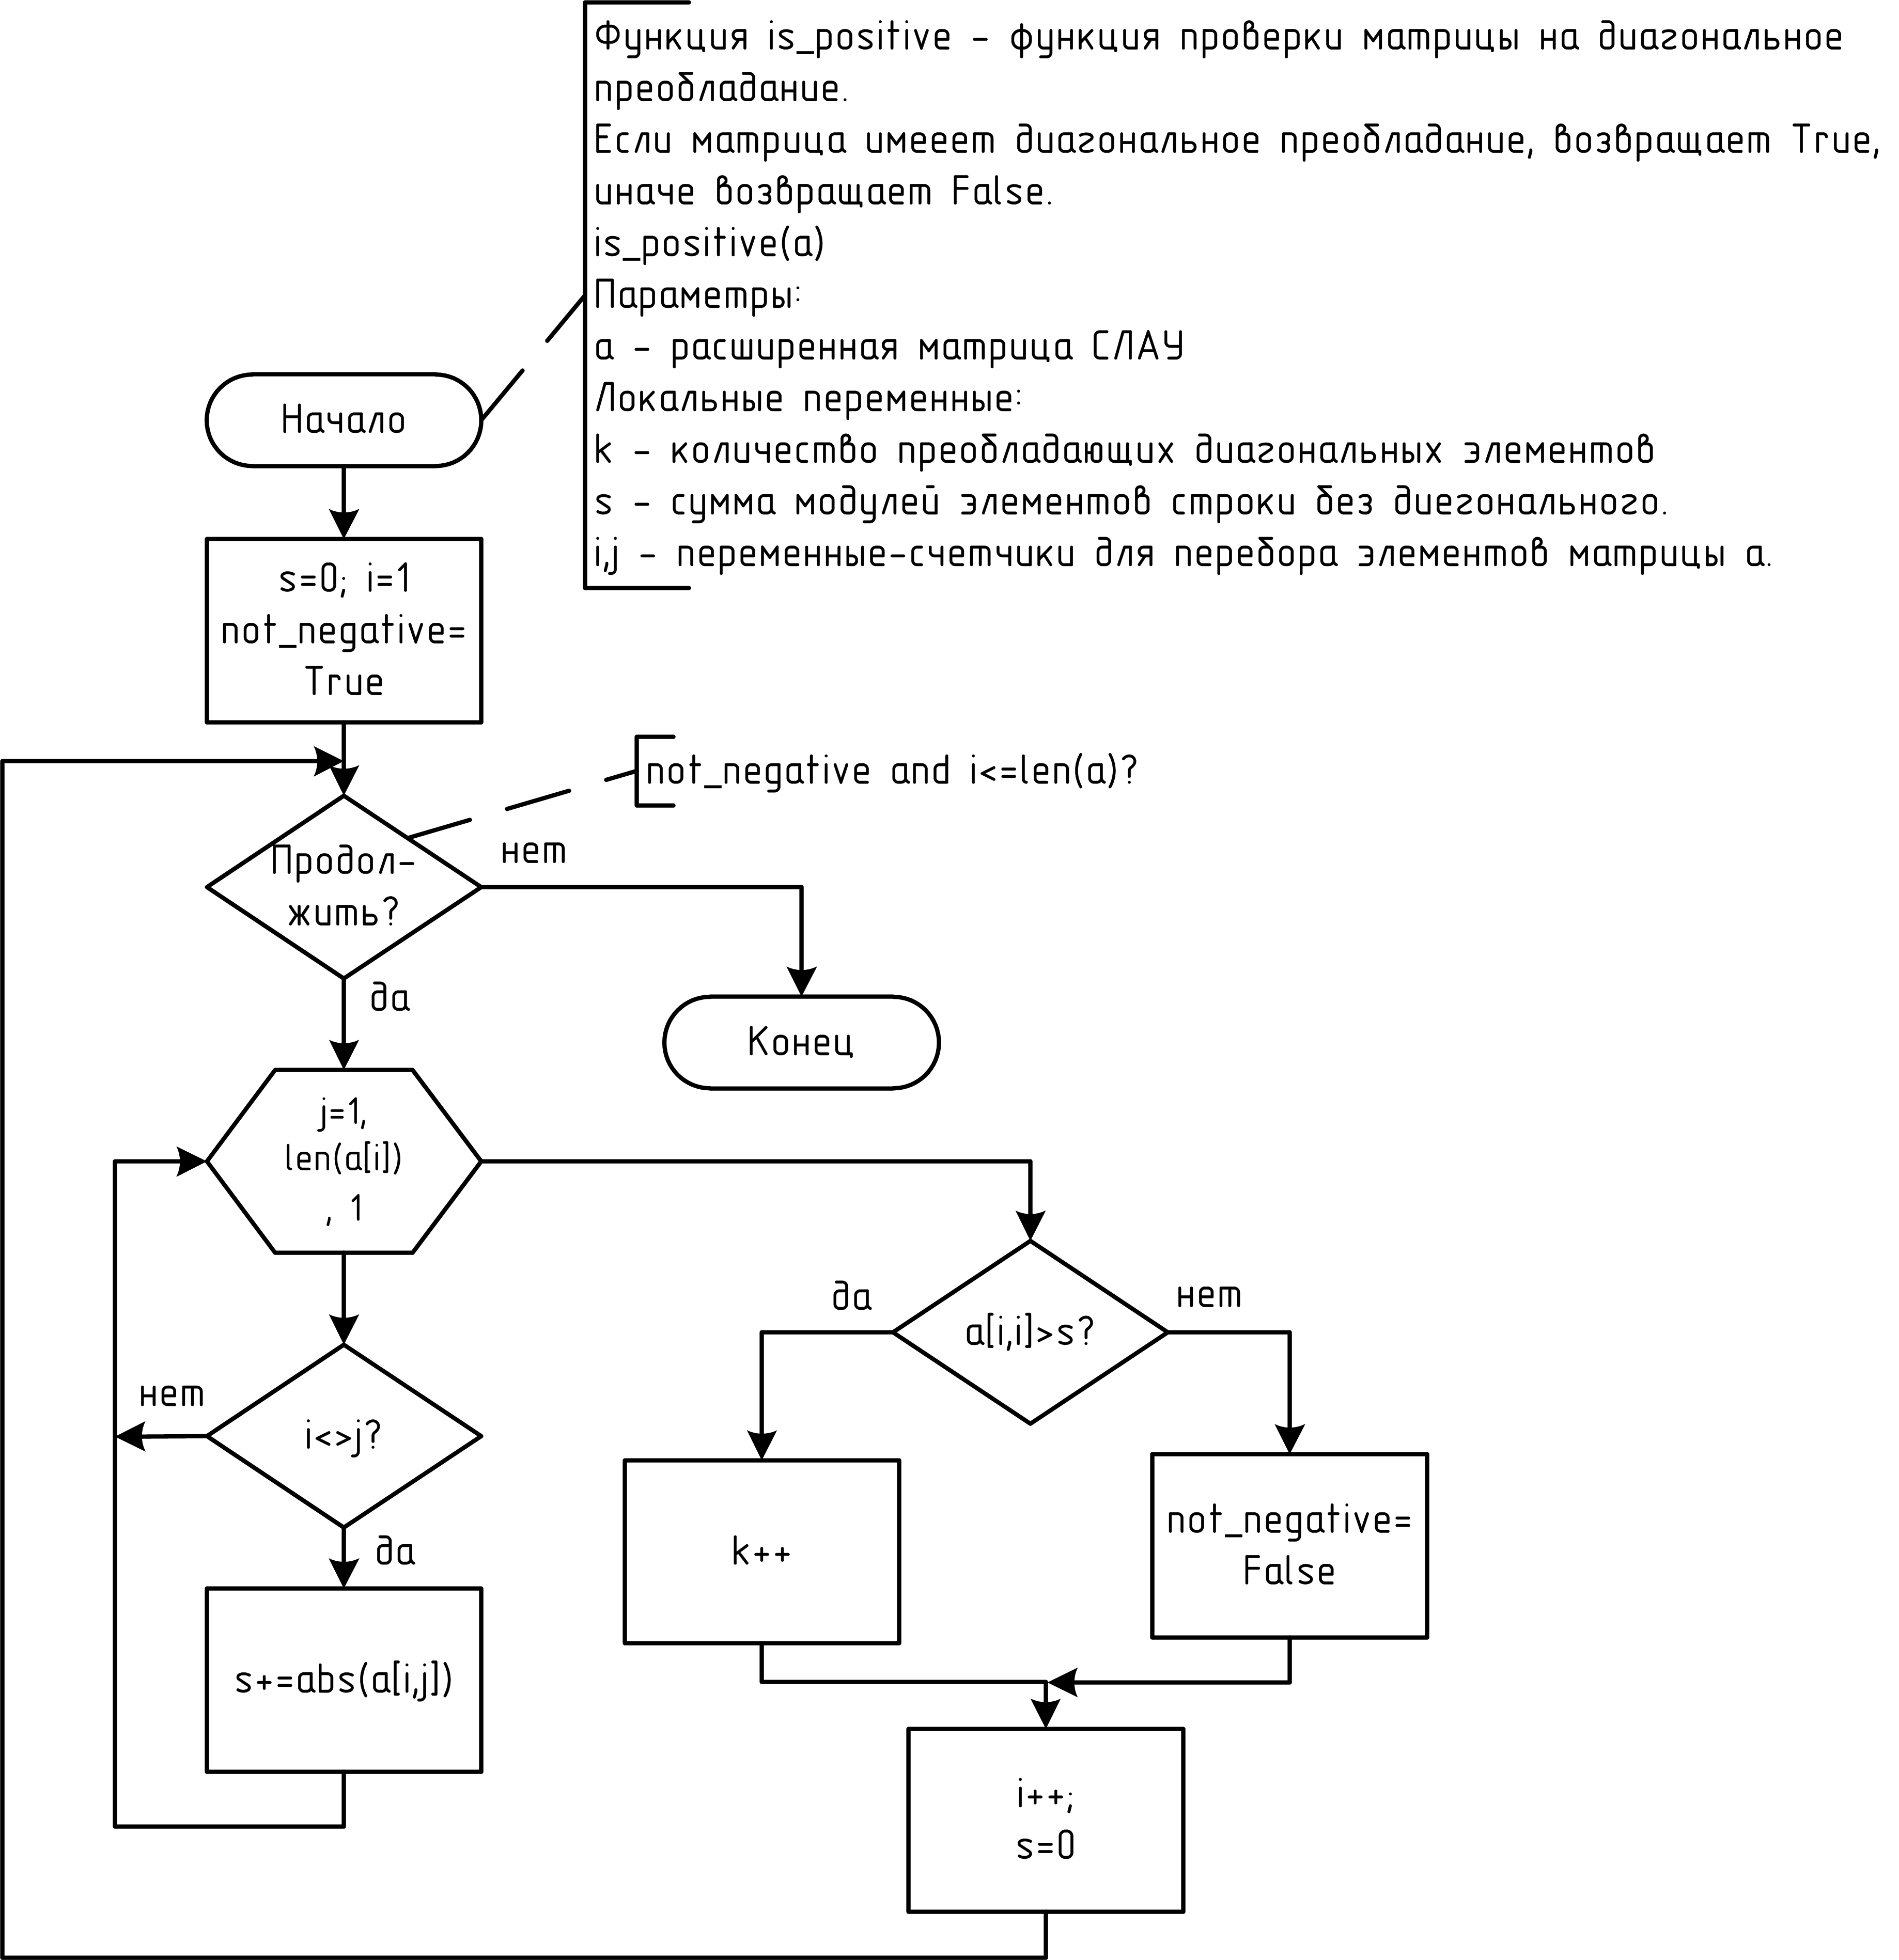 Функция is_positive - функция проверки матрицы на диагональное
преобладание.
Если матрица имееет диагональное преобладание, возвращает True,
иначе возвращает False.
is_positive(a)
Параметры:
a - расширенная матрица СЛАУ
Локальные переменные:
k - количество преобладающих диагональных элементов
s - сумма модулей элементов строки без диегонального.
i,j - переменные-счетчики для перебора элементов матрицы a.
Начало
s=0; i=1
not_negative=
True
not_negative and i<=len(a)?
Продол-
жить?
нет
да
Конец
j=1,
len(a[i])
, 1
да
a[i,i]>s?
нет
нет
i<>j?
да
k++
not_negative=
False
s+=abs(a[i,j])
i++;
s=0